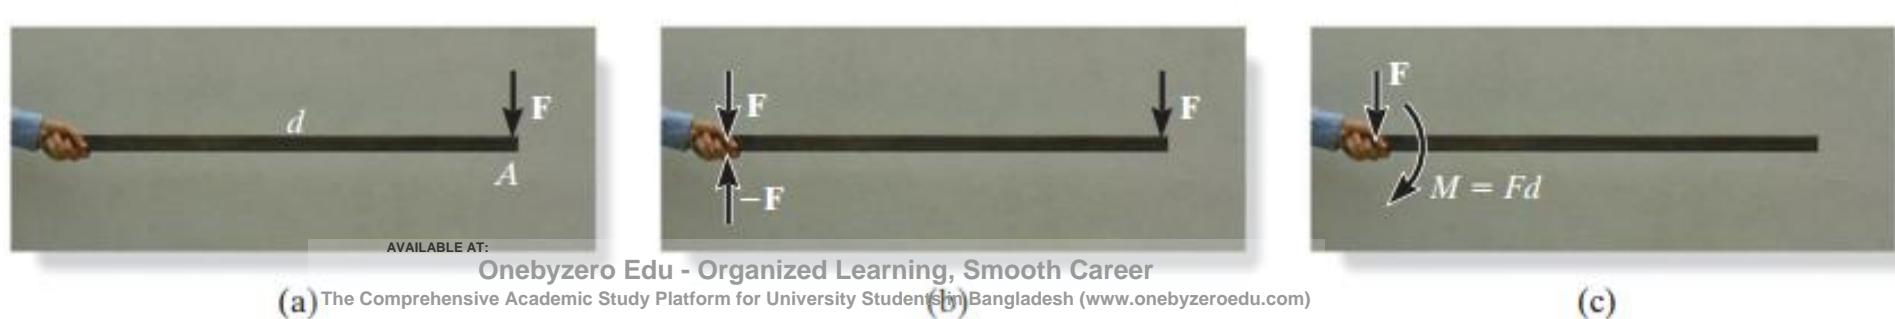 F
d
A
F
F
–F
F
M = Fd
AVAILABLE AT:
Onebyzero Edu - Organized Learning, Smooth Career
The Comprehensive Academic Study Platform for University Students in Bangladesh (www.onebyzeroedu.com)
(a)
(b)
(c)